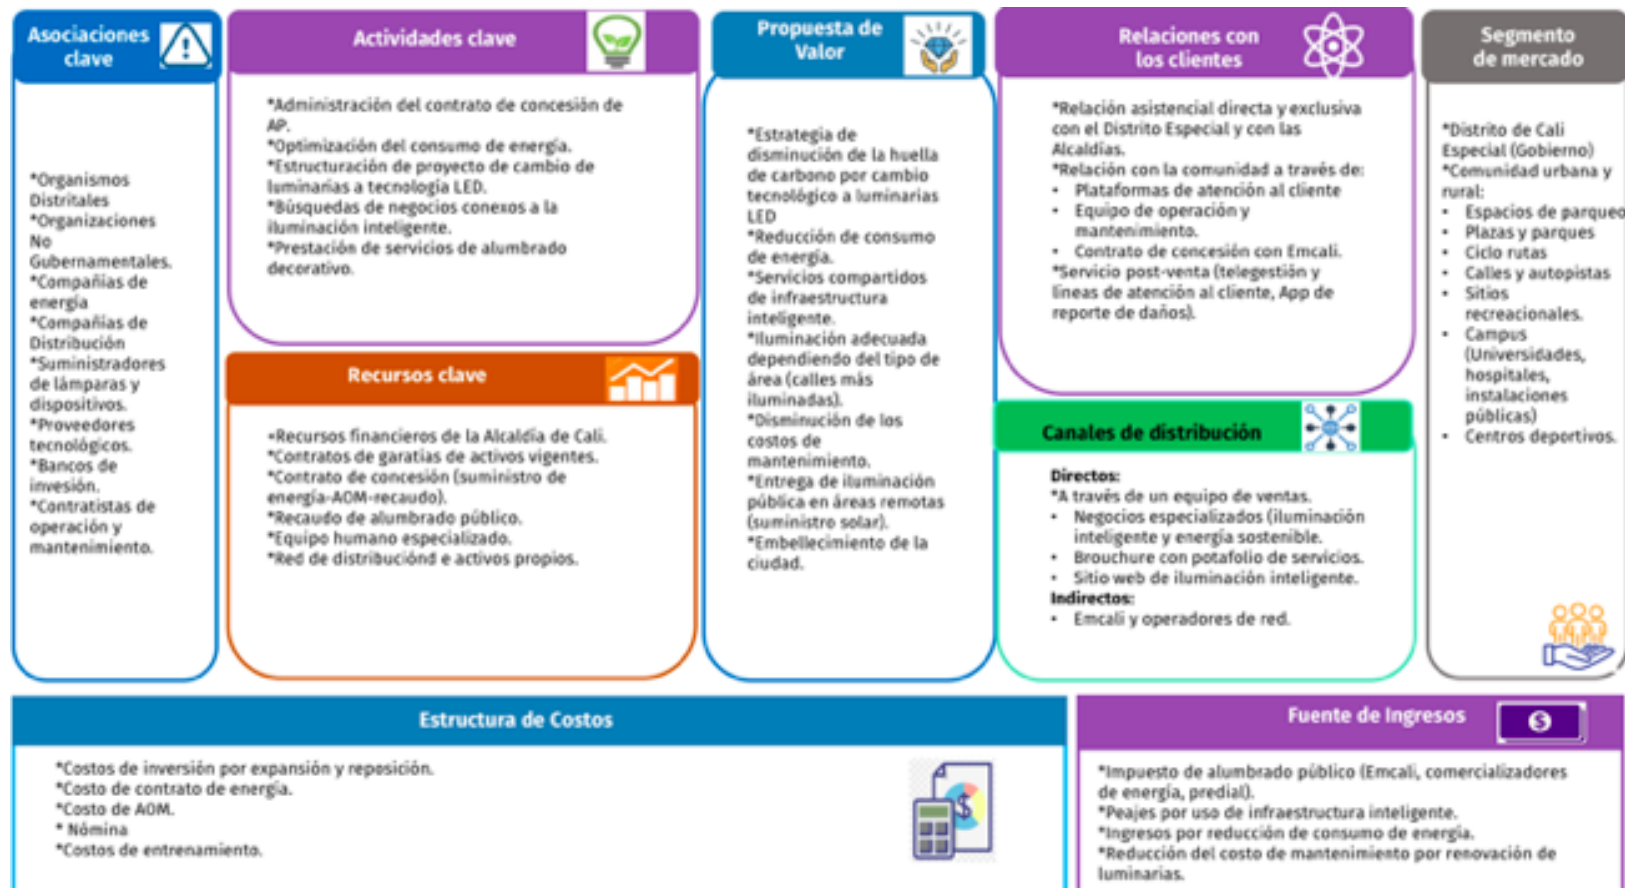 Asociaciones
clave
*Organismos
Distritales
*Organizaciones
No
Gubernamentales.
*Compañías de
energía
*Compañías de
Distribución
*Suministradores
de lámparas y
dispositivos.
*Proveedores
tecnológicos.
*Bancos de
invesión.
*Contratistas de
operación y
mantenimiento.
Actividades clave
*Administración del contrato de concesión de
AP.
*Optimización del consumo de energía.
*Estructuración de proyecto de cambio de
luminarias a tecnología LED.
*Búsquedas de negocios conexos a la
iluminación inteligente.
*Prestación de servicios de alumbrado
decorativo.
Recursos clave
*Recursos financieros de la Alcaldía de Cali.
*Contratos de garatías de activos vigentes.
*Contrato de concesión (suministro de
energía-AOM-recaudo).
*Recaudo de alumbrado público.
*Equipo humano especializado.
*Red de distribuciónd e activos propios.
Propuesta de
Valor
*Estrategia de
disminución de la huella
de carbono por cambio
tecnológico a luminarias
LED
*Reducción de consumo
de energía.
*Servicios compartidos
de infraestructura
inteligente.
*Iluminación adecuada
dependiendo del tipo de
área (calles más
iluminadas).
*Disminución de los
costos de
mantenimiento.
*Entrega de iluminación
pública en áreas remotas
(suministro solar).
*Embellecimiento de la
ciudad.
Relaciones con
los clientes
*Relación asistencial directa y exclusiva
con el Distrito Especial y con las
Alcaldías.
*Relación con la comunidad a través de:
• Plataformas de atención al cliente
• Equipo de operación y
mantenimiento.
• Contrato de concesión con Emcali.
*Servicio post-venta (telegestión y
líneas de atención al cliente, App de
reporte de daños).
Canales de distribución
Directos:
*A través de un equipo de ventas.
• Negocios especializados (iluminación
inteligente y energía sostenible.
• Brouchure con potafolio de servicios.
• Sitio web de iluminación inteligente.
Indirectos:
• Emcali y operadores de red.
Segmento
de mercado
*Distrito de Cali
Especial (Gobierno)
*Comunidad urbana y
rural:
• Espacios de parqueo
• Plazas y parques
• Ciclo rutas
• Calles y autopistas
• Sitios
recreacionales.
• Campus
(Universidades,
hospitales,
instalaciones
públicas)
• Centros deportivos.
Estructura de Costos
*Costos de inversión por expansión y reposición.
*Costo de contrato de energía.
*Costo de AOM.
* Nómina
*Costos de entrenamiento.
$
Fuente de Ingresos
$
*Impuesto de alumbrado público (Emcali, comercializadores
de energía, predial).
*Peajes por uso de infraestructura inteligente.
*Ingresos por reducción de consumo de energía.
*Reducción del costo de mantenimiento por renovación de
luminarias.